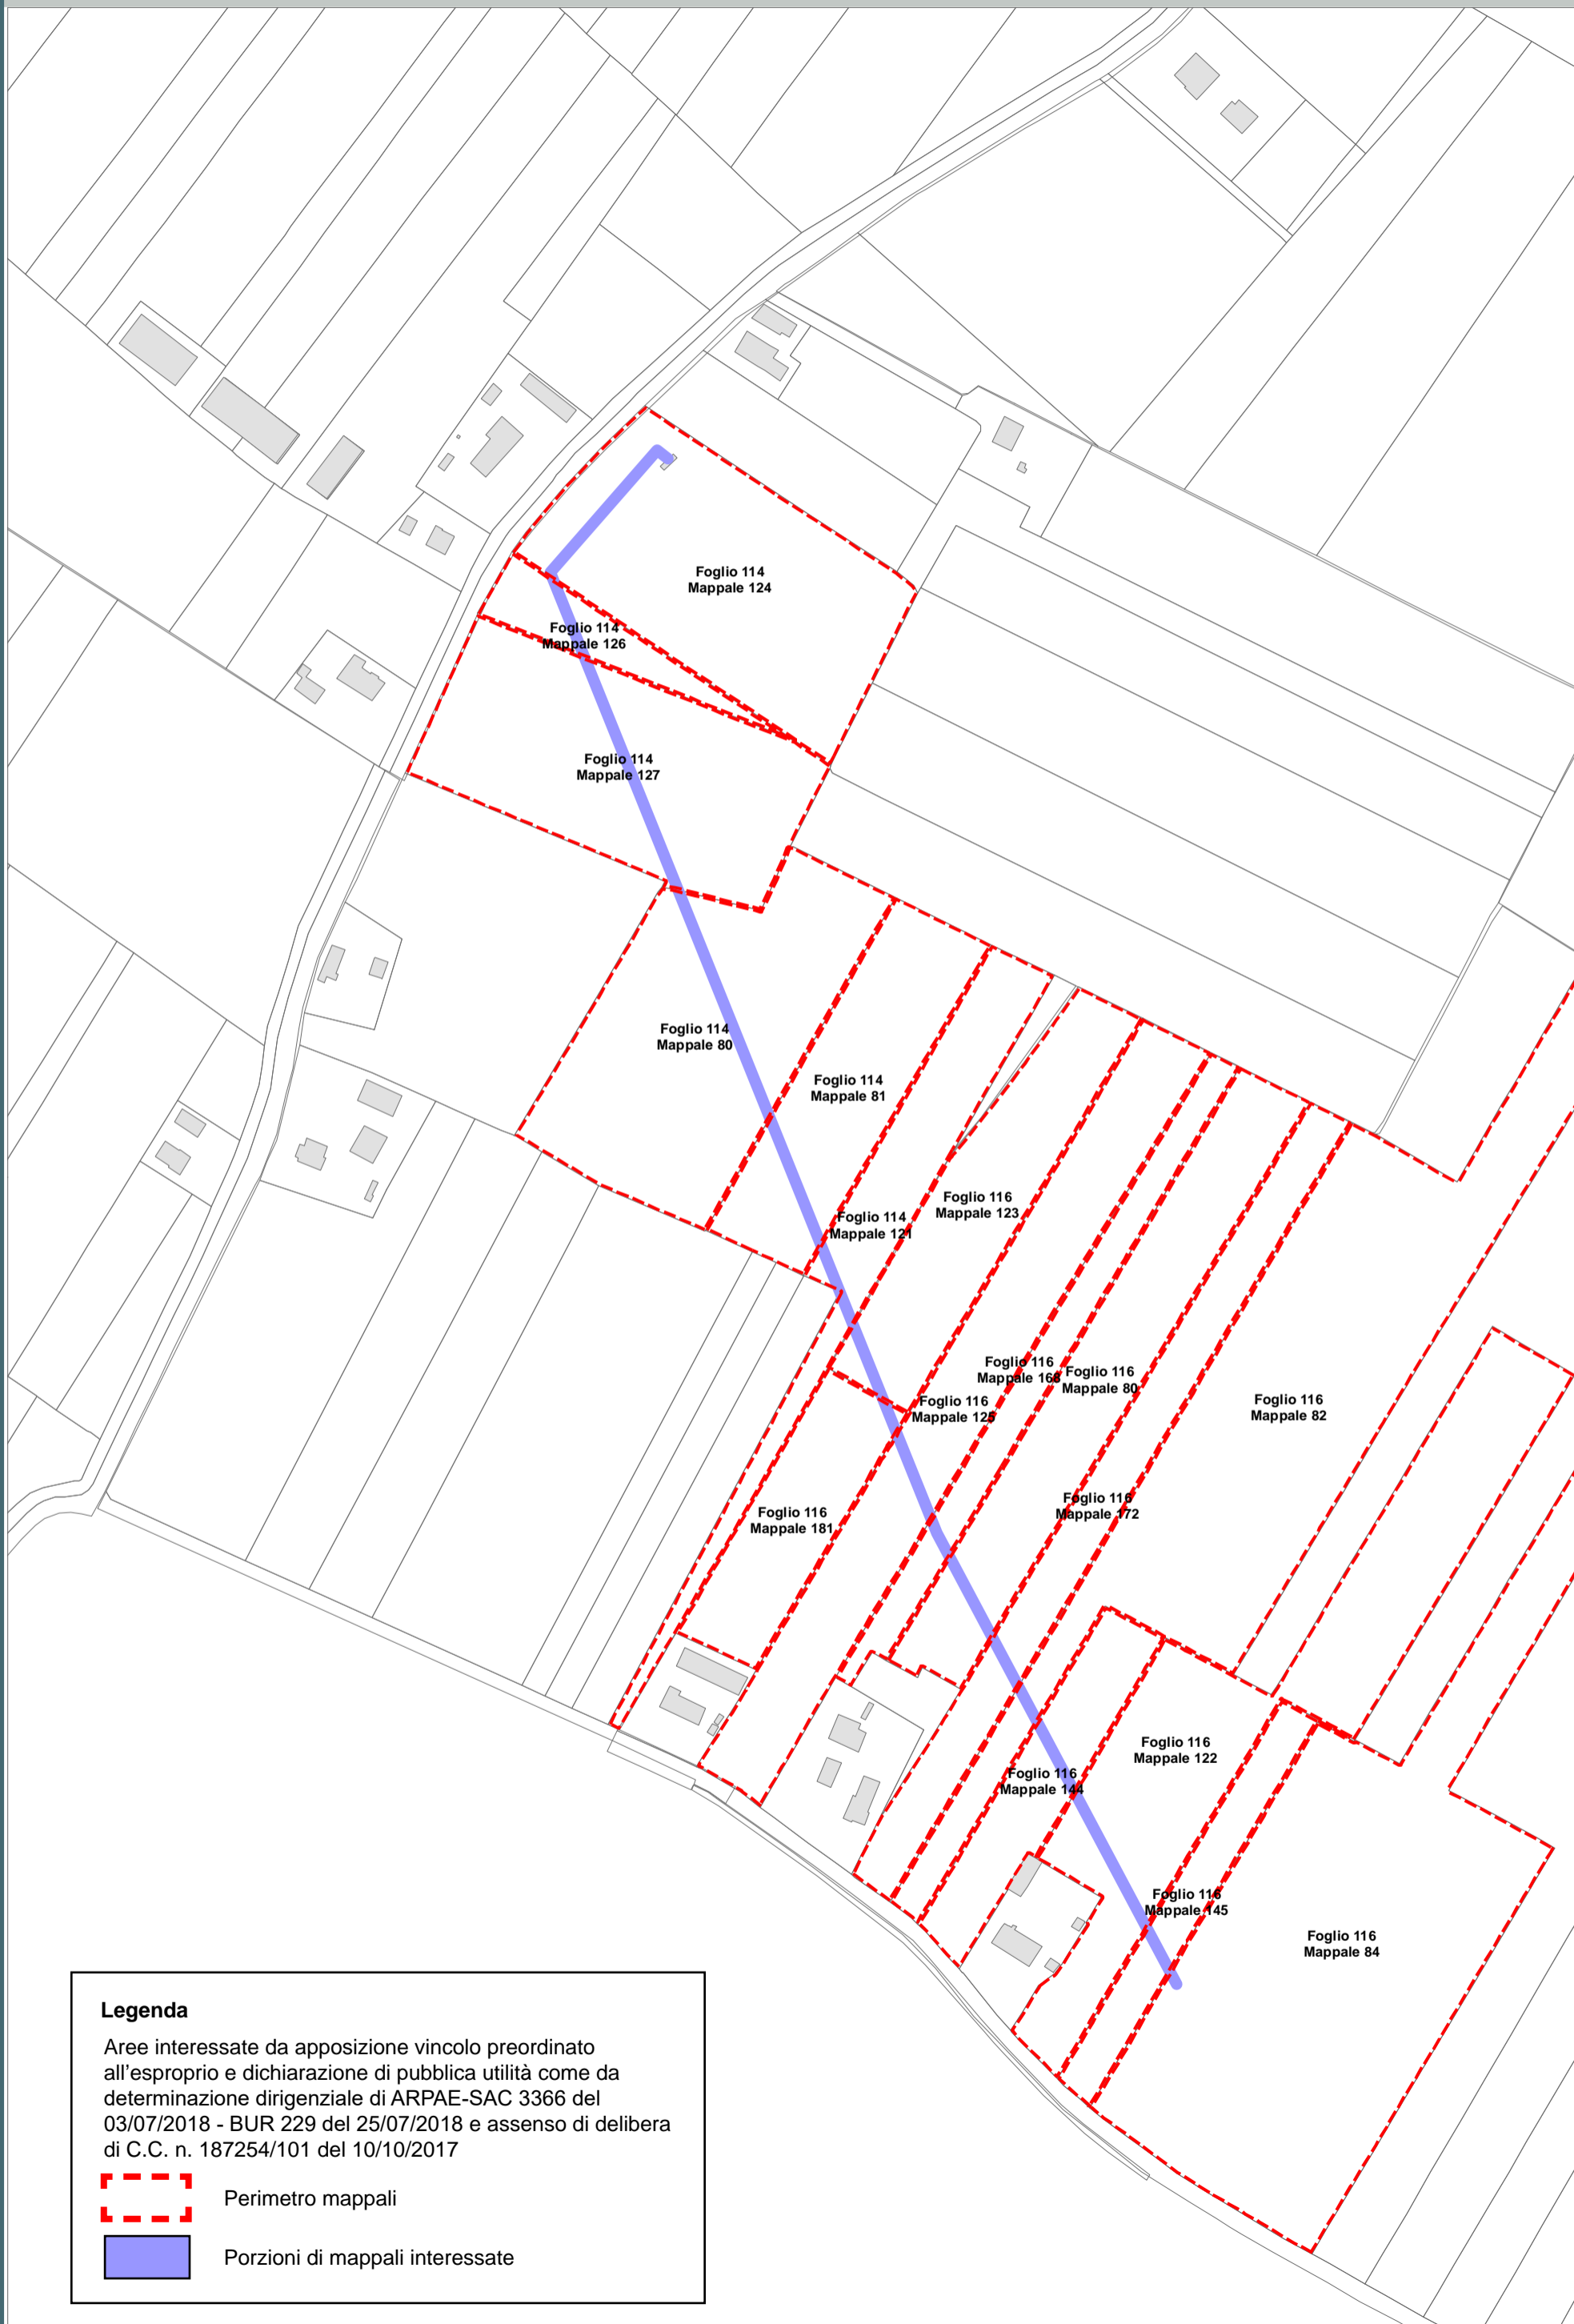 Foglio 114
Mappale 124
Foglio 114
Mappale 126
Foglio 114
Mappale 127
Foglio 114
Mappale 80
Foglio 114
Mappale 81
Foglio 114
Mappale 121
Foglio 116
Mappale 123
Foglio 116
Mappale 168
Foglio 116
Mappale 80
Foglio 116
Mappale 125
Foglio 116
Mappale 82
Foglio 116
Mappale 181
Foglio 116
Mappale 172
Foglio 116
Mappale 122
Foglio 116
Mappale 144
Foglio 116
Mappale 145
Foglio 116
Mappale 84
Legenda
Aree interessate da apposizione vincolo preordinato
all'esproprio e dichiarazione di pubblica utilità come da
determinazione dirigenziale di ARPAE-SAC 3366 del
03/07/2018 - BUR 229 del 25/07/2018 e assenso di delibera
di C.C. n. 187254/101 del 10/10/2017
Perimetro mappali
Porzioni di mappali interessate